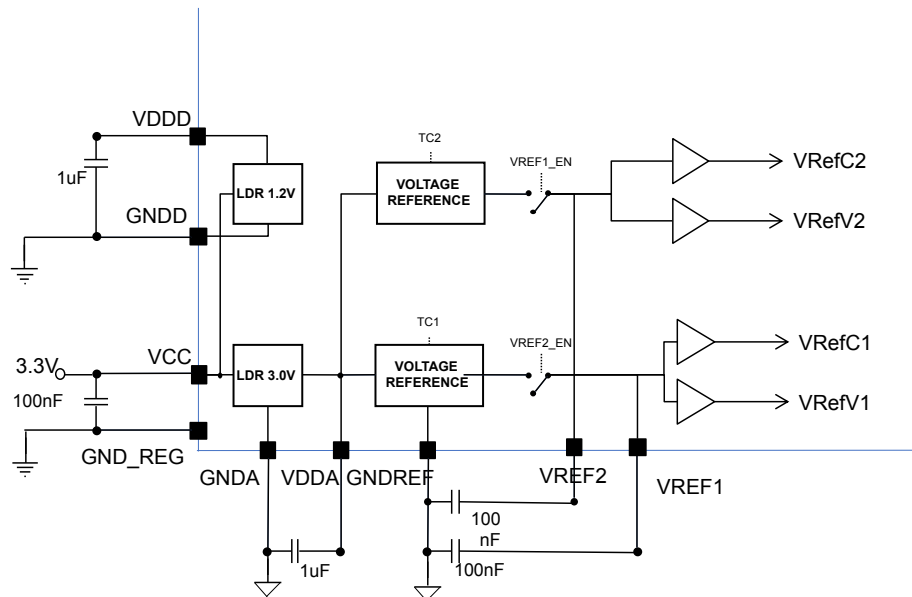 VDDD
1uF
GNDD
LDR 1.2V
TC2
VOLTAGE
REFERENCE
VREF1_EN
VRefC2
VRefV2
3.3V
VCC
100nF
GND_REG
LDR 3.0V
TC1
VOLTAGE
REFERENCE
VREF2_EN
VRefC1
VRefV1
GNDA
VDDA
GNDREF
VREF2
VREF1
1uF
100
nF
100nF